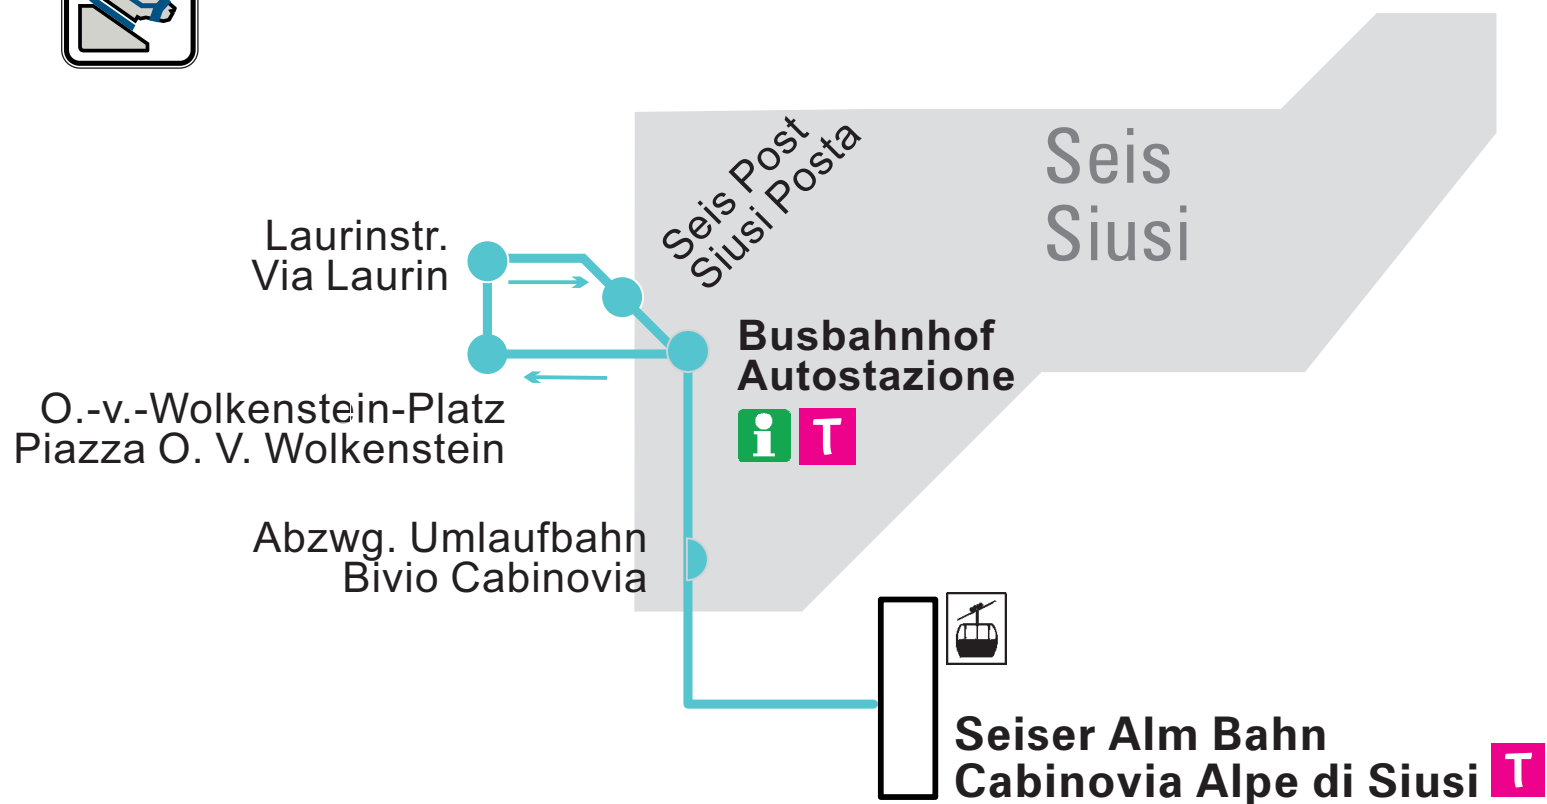 Seis Post
Siusi Posta
Seis
Siusi
Laurinstr.
Via Laurin
Busbahnhof
Autostazione
i T
O.-v.-Wolkenstein-Platz
Piazza O. V. Wolkenstein
Abzwg. Umlaufbahn
Bivio Cabinovia
Seiser Alm Bahn
Cabinovia Alpe di Siusi T